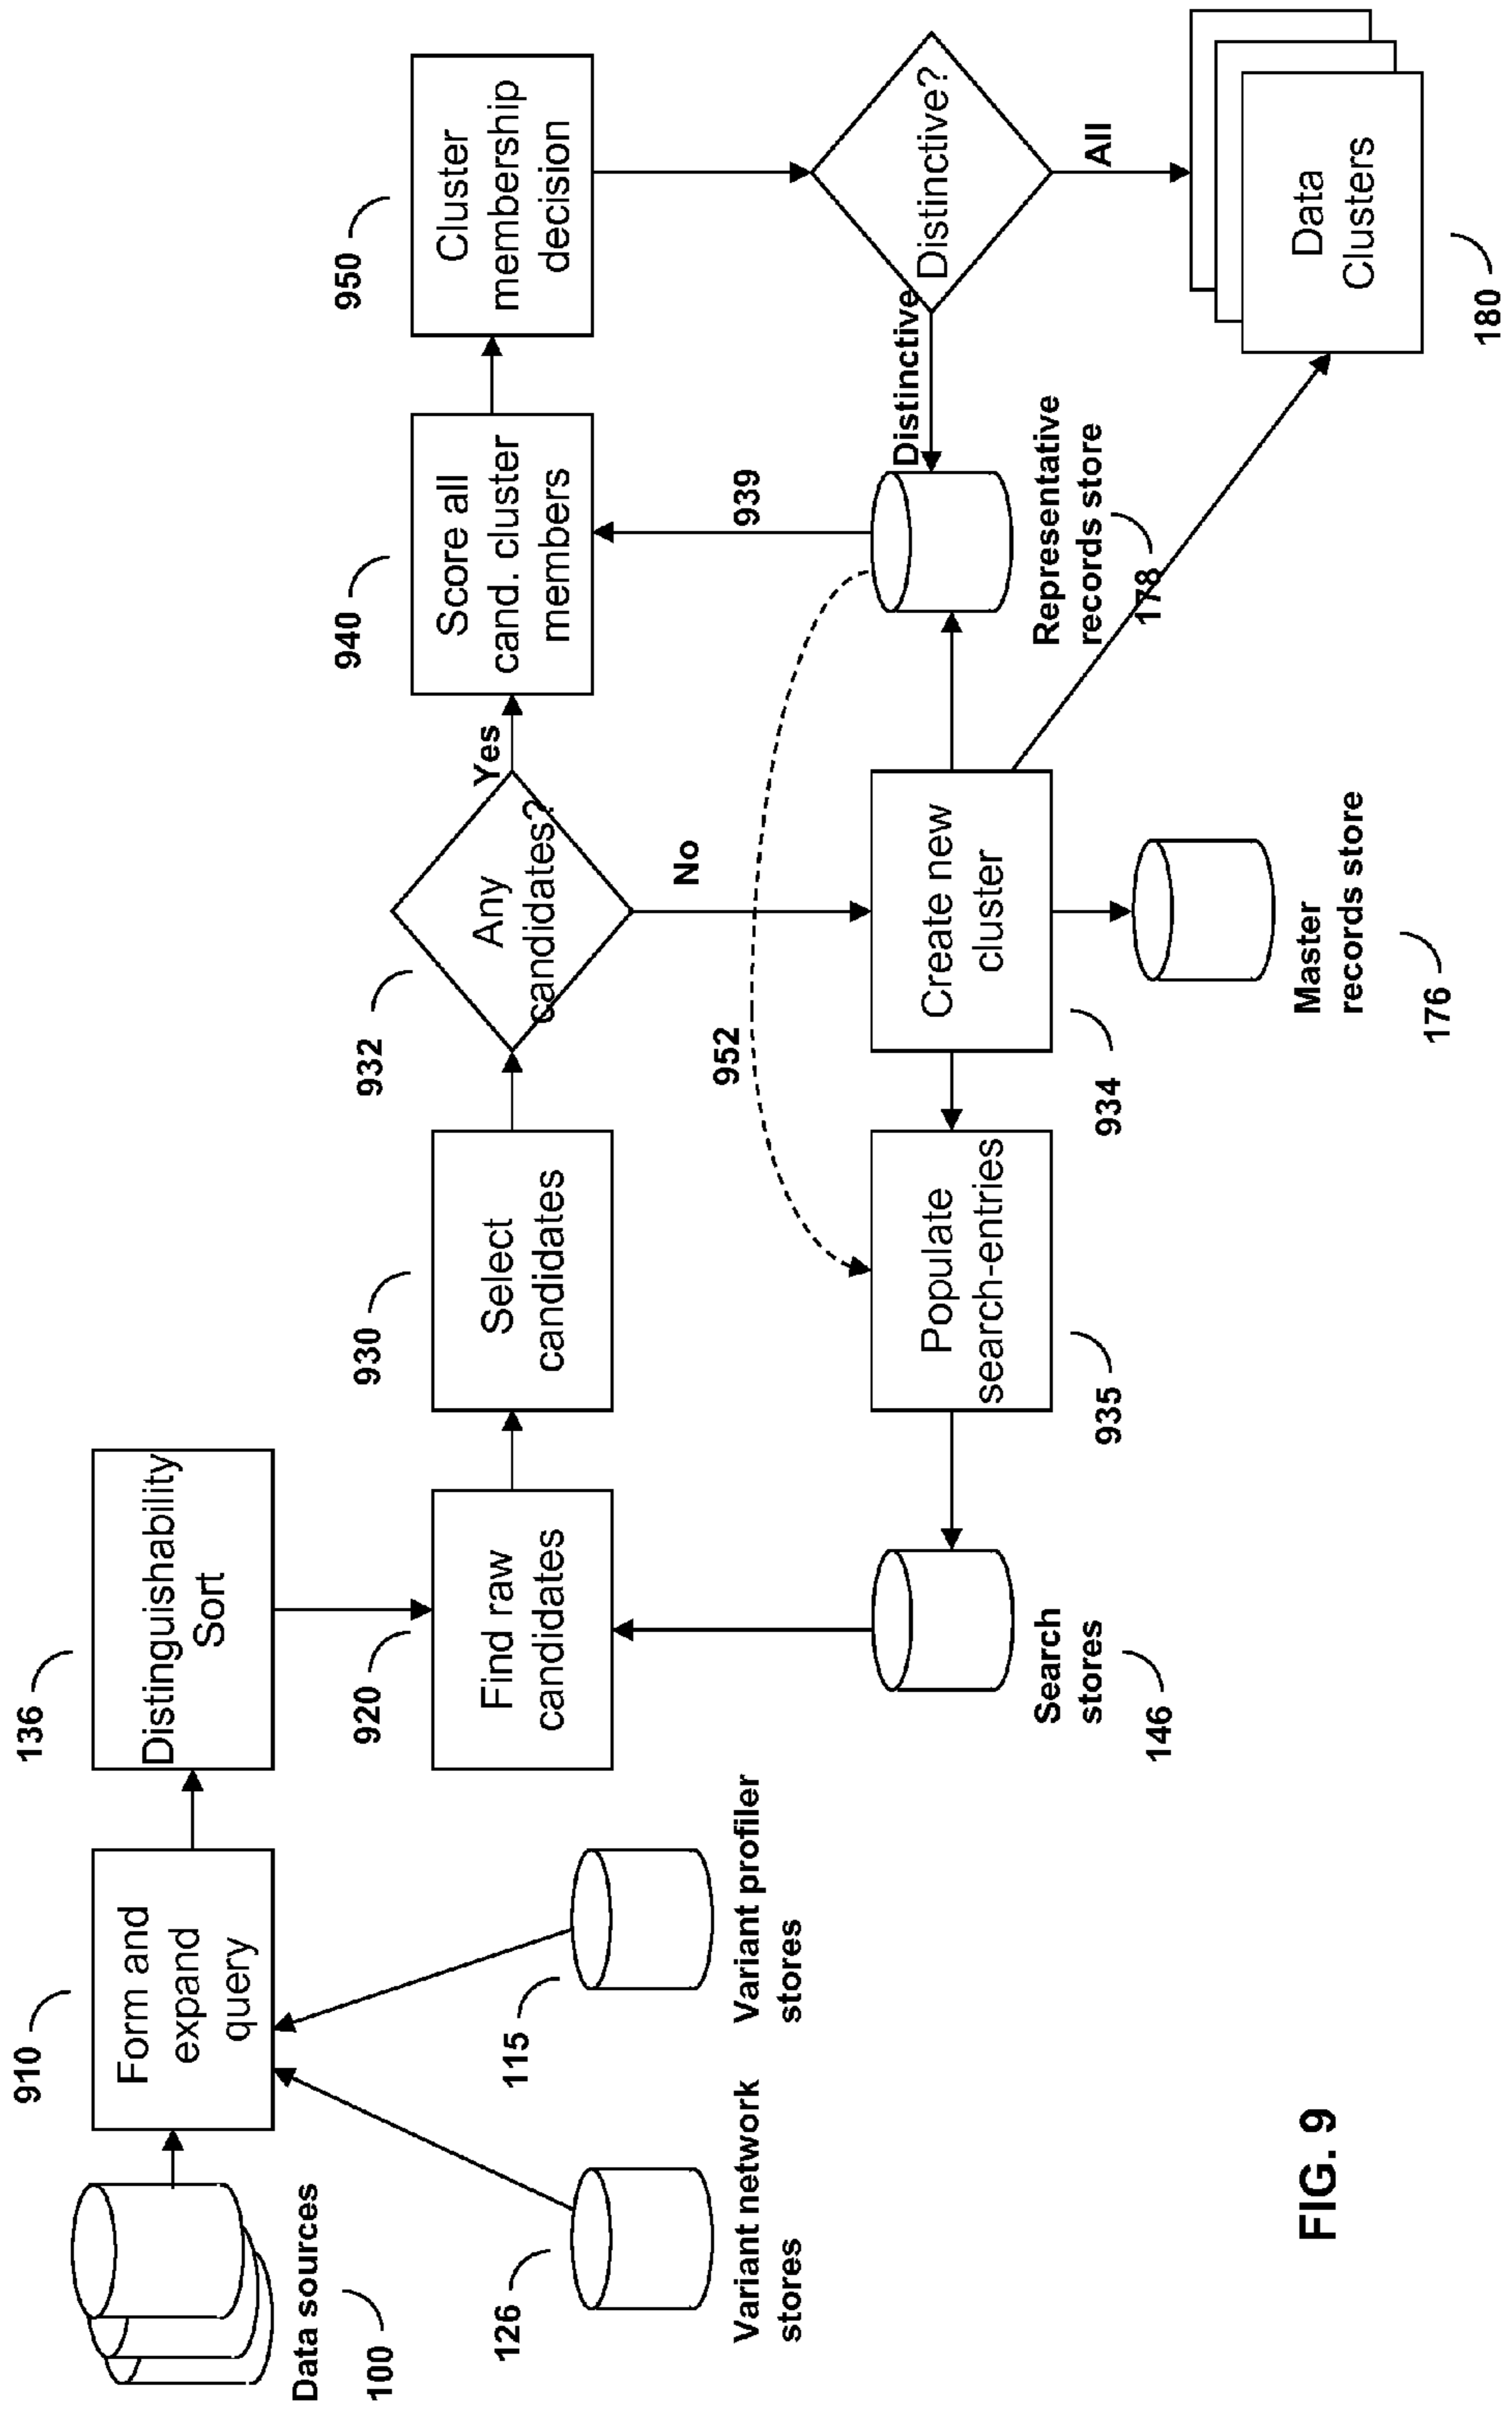 910
Form and
expand
query
136
Distinguishability
Sort
Data sources
100
126
Variant network
stores
115
Variant profiler
stores
920
Find raw
candidates
930
Select
candidates
932
Any
candidates?
Yes
No
940
Score all
cand. cluster
members
950
Cluster
membership
decision
Distinctive?
Distinctive
All
939
952
Search
stores
146
Populate
search-entries
935
Create new
cluster
934
Representative
records store
178
Master
records store
176
Data
Clusters
180
FIG. 9